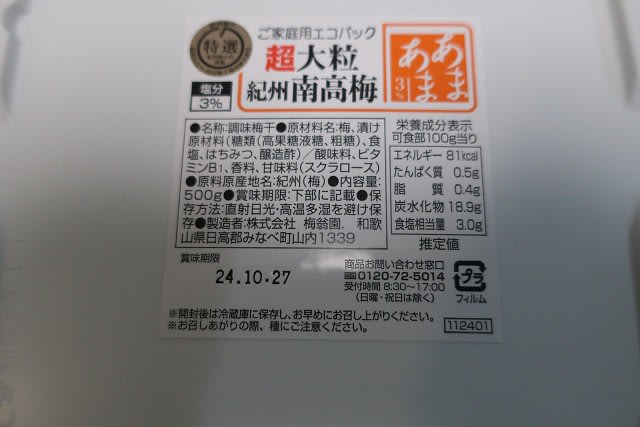 特選
ご家庭用エコパック
超大粒
紀州南高梅
塩分
3%
あまあま
3%
●名称:調味梅干●原材料名:梅、漬け
原材料(糖類(高果糖液糖、粗糖)、食
塩、はちみつ、醸造酢)/酸味料、ビタ
ミンB1、香料、甘味料(スクラロース)
●原料原産地名:紀州(梅)●内容量:
500g●賞味期限:下部に記載●保
存方法:直射日光・高温多湿を避け保
存●製造者:株式会社 梅翁園. 和歌
山県日高郡みなべ町山内1339
栄養成分表示
可食部100g当り
エネルギー 81kcal
たんぱく質 0.5g
脂質 0.4g
炭水化物 18.9g
食塩相当量 3.0g
推定値
賞味期限
24.10.27
商品お問い合わせ窓口
0120-72-5014
受付時間 8:30〜17:00
(日曜・祝日は除く)
プラ
フィルム
※開封後は冷蔵庫に保存し、お早めにお召し上がりください。
※お召しあがりの際、種にご注意ください。
112401